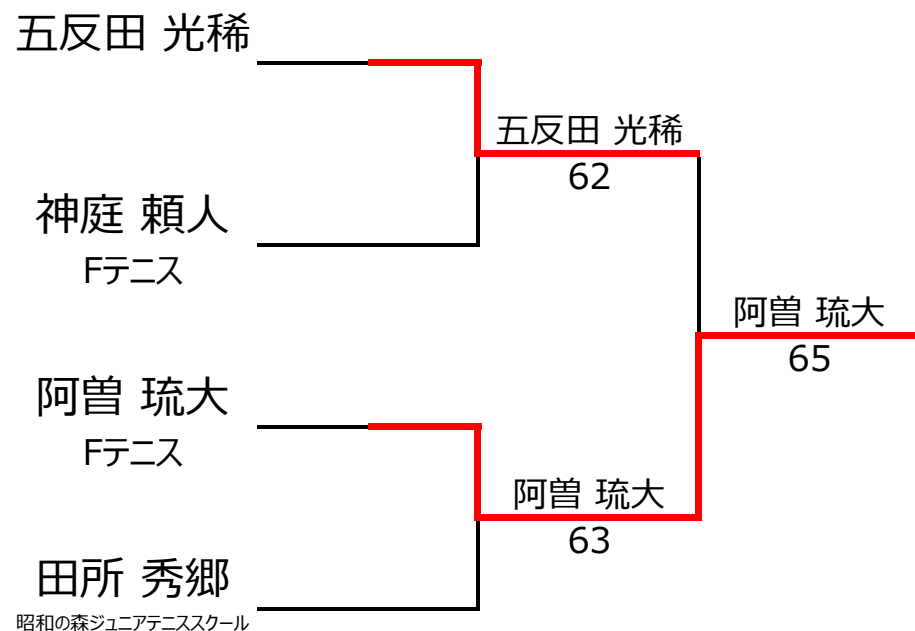 五反田 光稀
五反田 光稀
62
神庭 頼人
Fテニス
阿曽 琉大
65
阿曽 琉大
Fテニス
阿曽 琉大
63
田所 秀郷
昭和の森ジュニアテニススクール